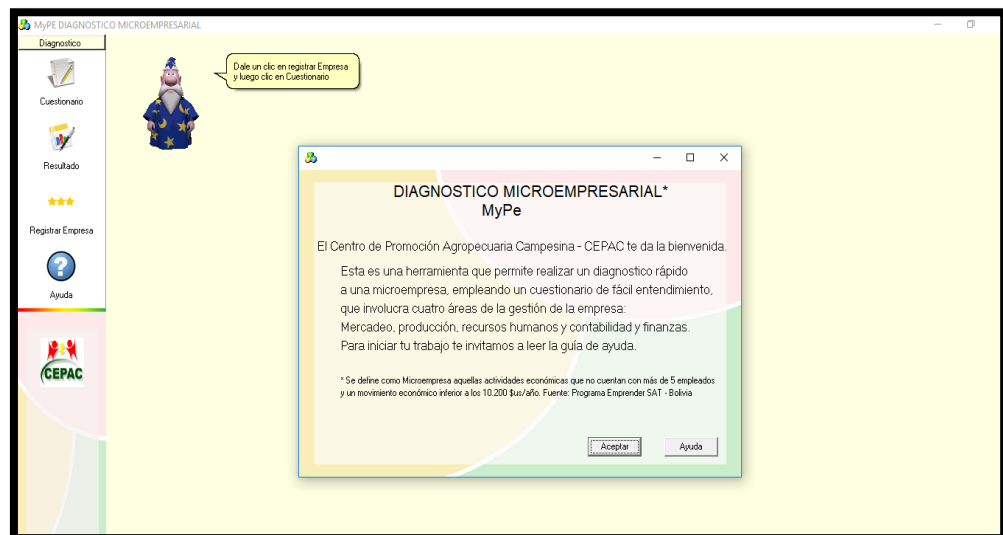 MyPE DIAGNOSTICO MICROEMPRESARIAL
Diagnostico
Cuestionario
Resultado
Registrar Empresa
Ayuda
CEPAC
Dale un clic en registrar Empresa
y luego clic en Cuestionario
DIAGNOSTICO MICROEMPRESARIAL*
MyPe
El Centro de Promoción Agropecuaria Campesina - CEPAC te da la bienvenida.
Esta es una herramienta que permite realizar un diagnostico rápido
a una microempresa, empleando un cuestionario de fácil entendimiento,
que involucra cuatro áreas de la gestión de la empresa:
Mercadeo, producción, recursos humanos y contabilidad y finanzas.
Para iniciar tu trabajo te invitamos a leer la guía de ayuda.
* Se define como Microempresa aquellas actividades económicas que no cuentan con más de 5 empleados
y un movimiento económico inferior a los 10.200 $us/año. Fuente: Programa Emprender SAT - Bolivia
Aceptar
Ayuda